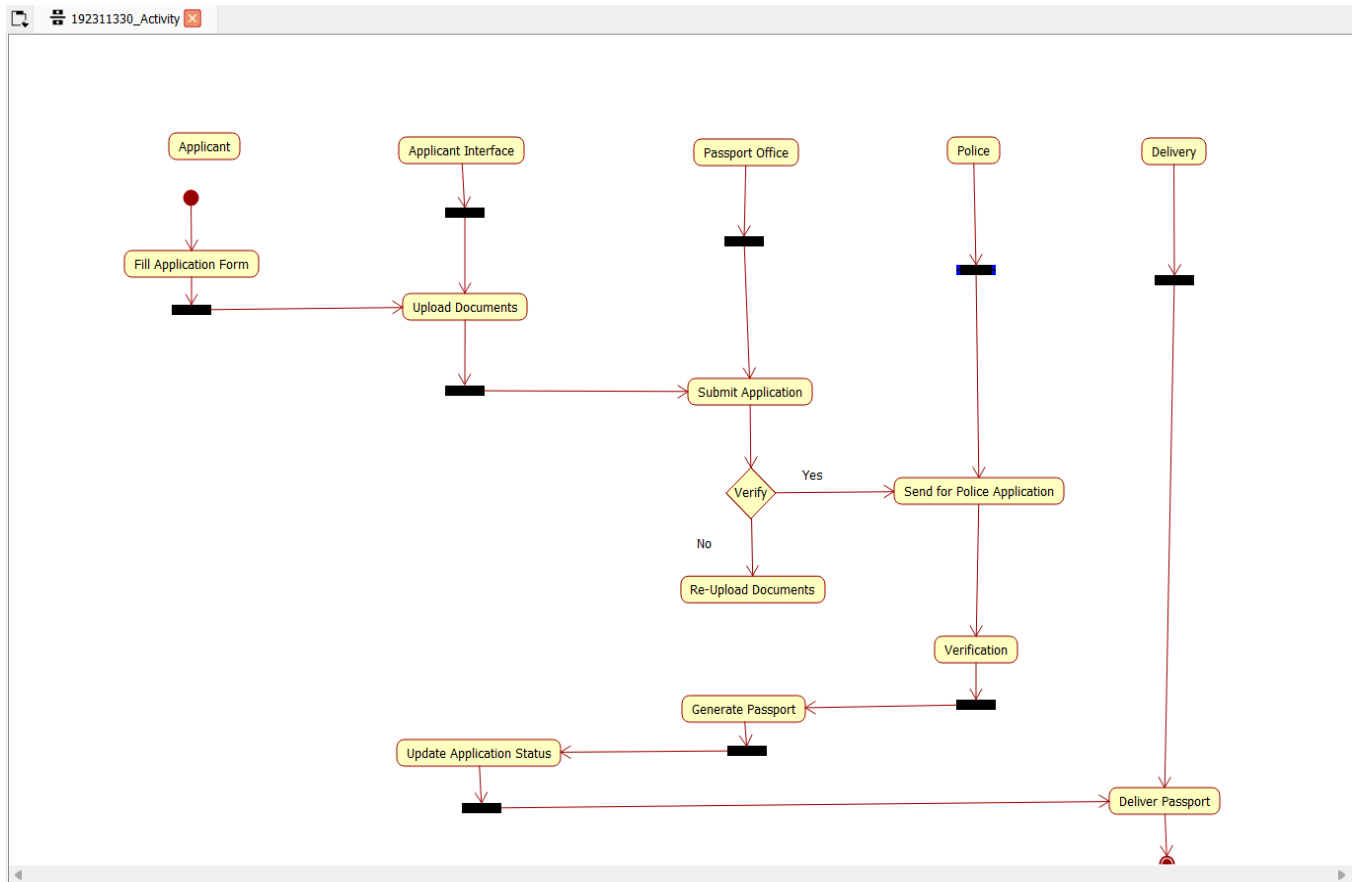 192311330_Activity
Applicant
Applicant Interface
Passport Office
Police
Delivery
Fill Application Form
Upload Documents
Submit Application
Verify
Yes
Send for Police Application
No
Re-Upload Documents
Verification
Generate Passport
Update Application Status
Deliver Passport